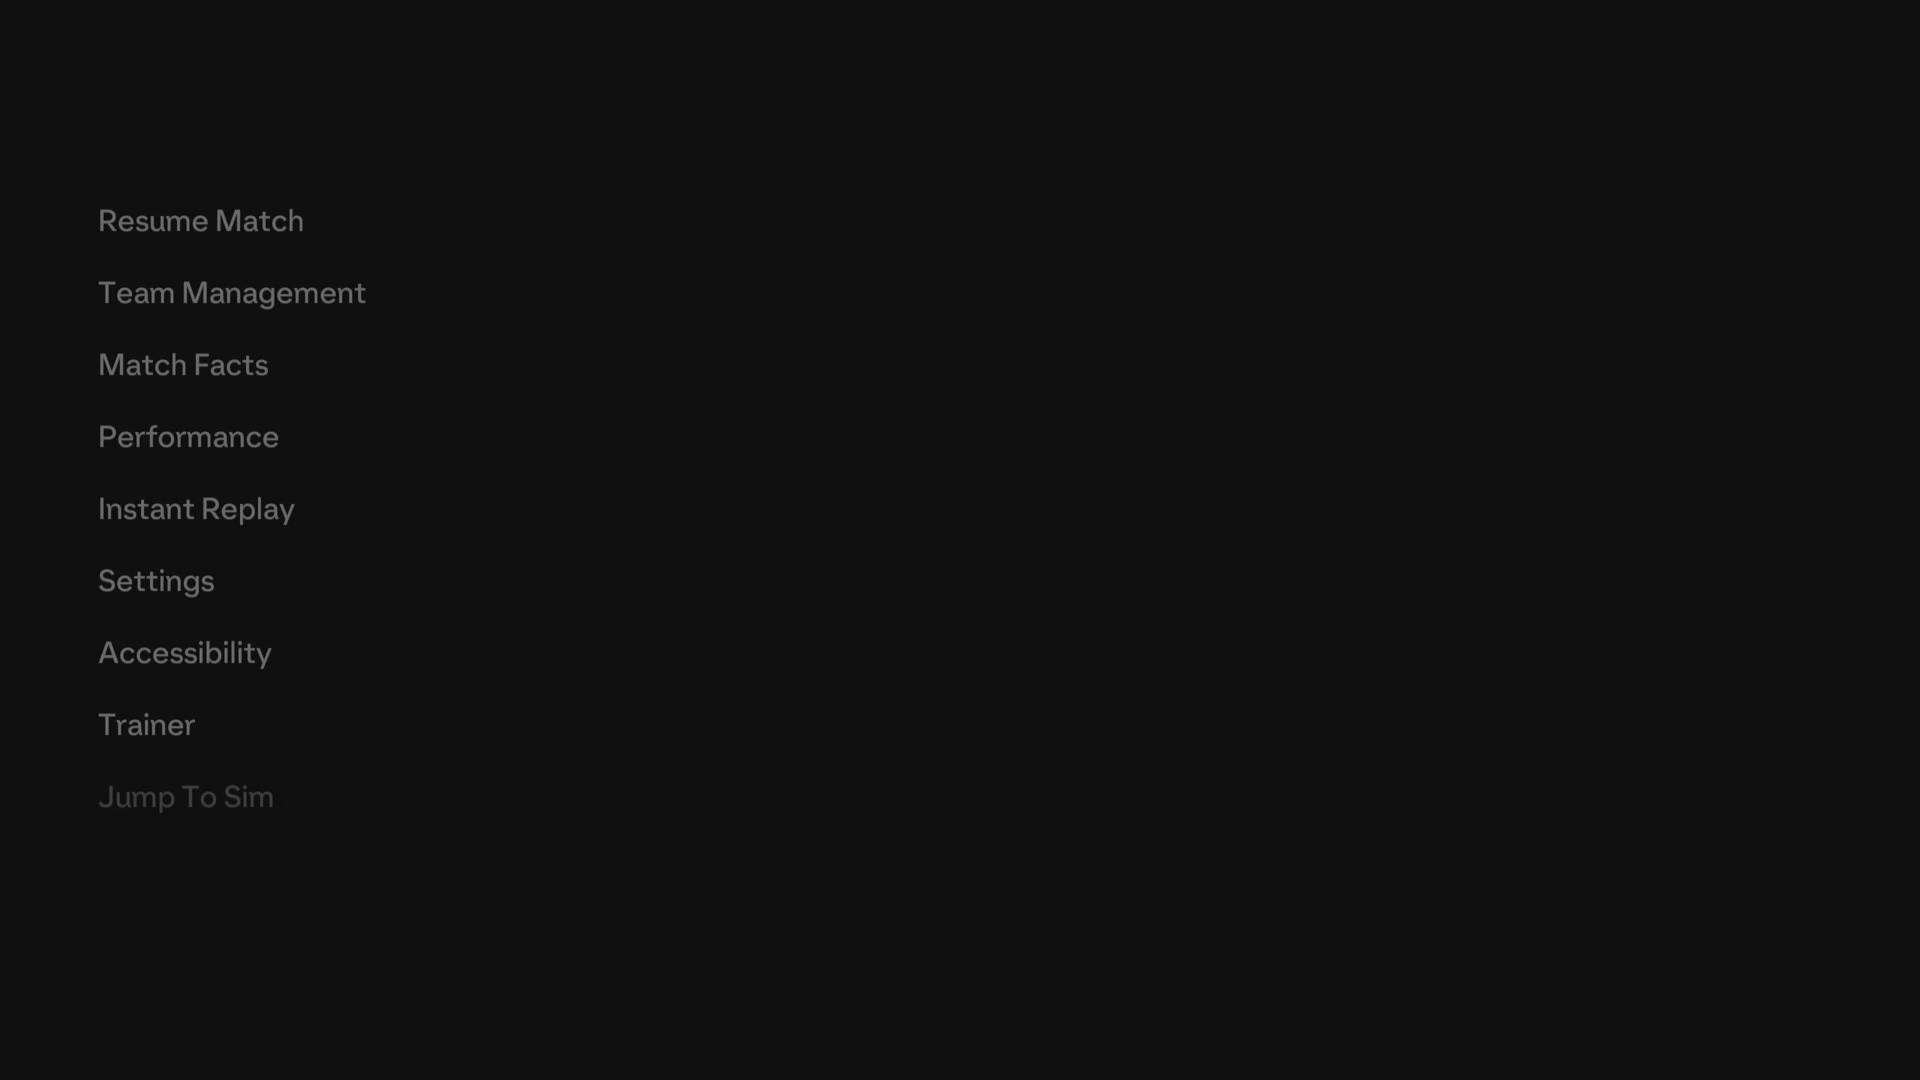 Resume Match
Team Management
Match Facts
Performance
Instant Replay
Settings
Accessibility
Trainer
Jump To Sim